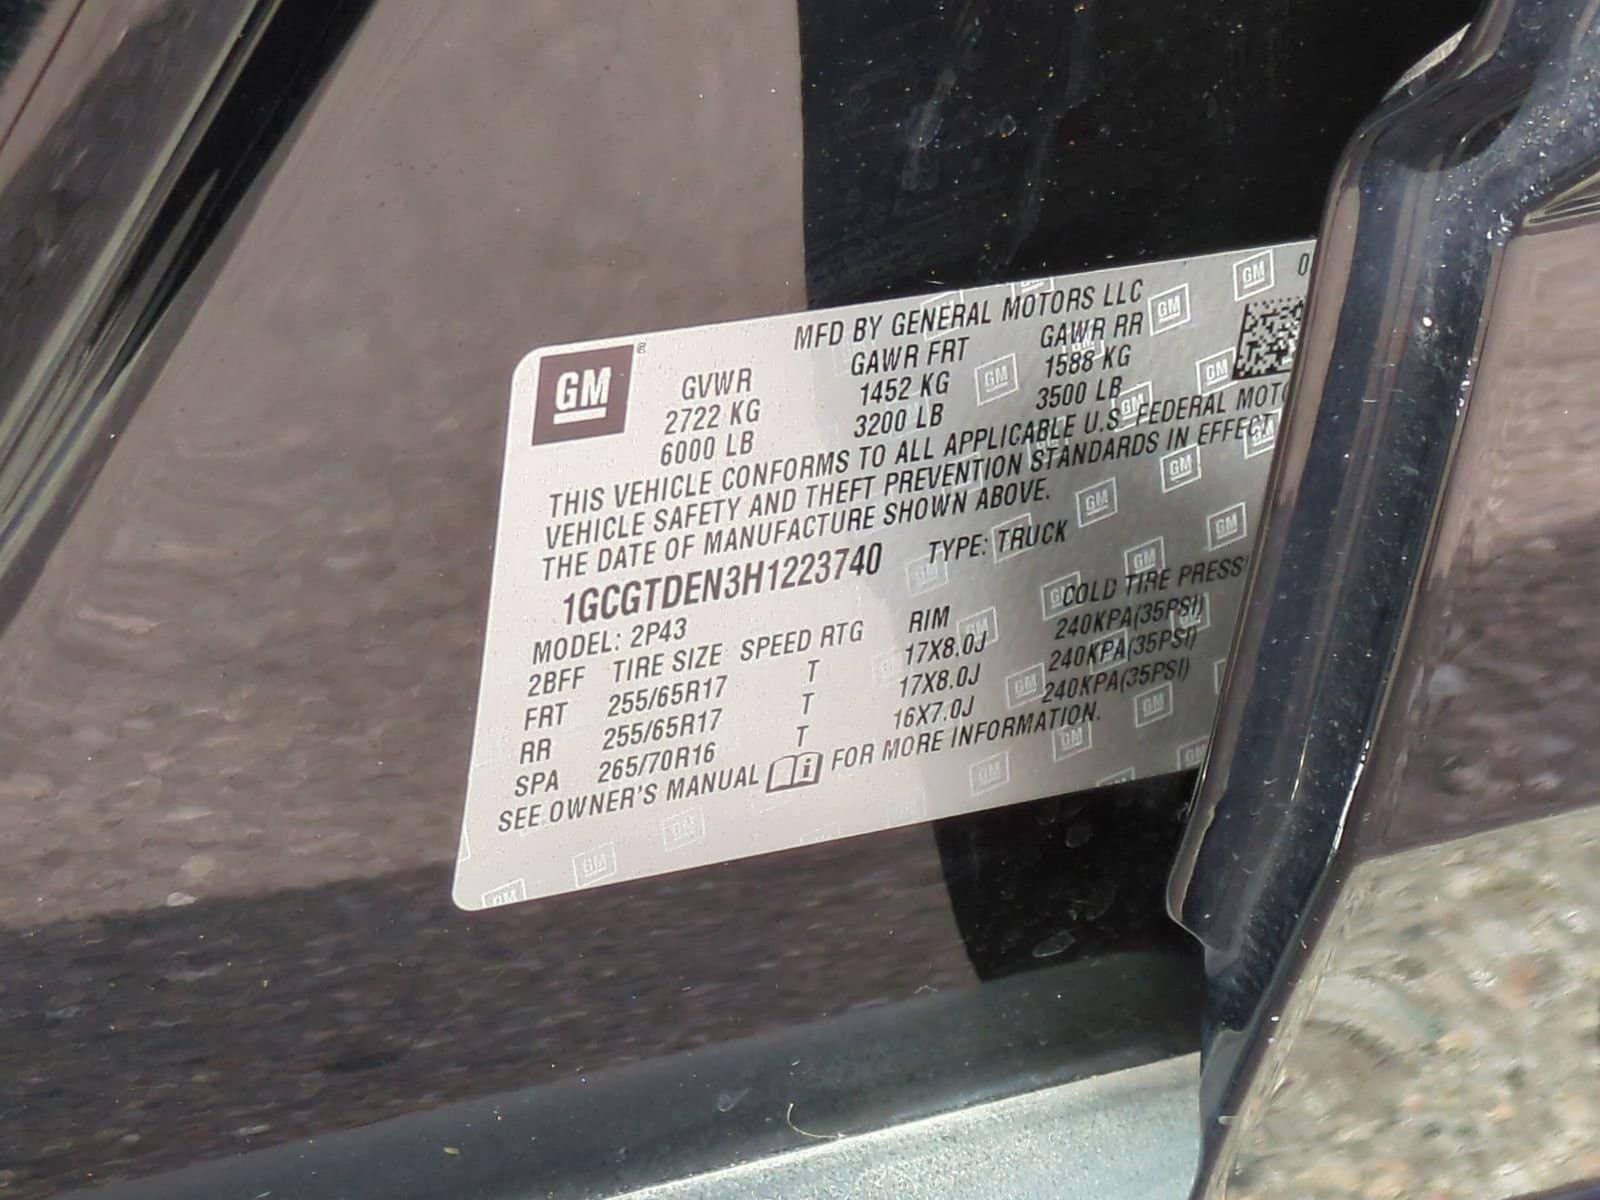 GM
MFD BY GENERAL MOTORS LLC
GVWR GAWR FRT GAWR RR
2722 KG 1452 KG 1588 KG
6000 LB 3200 LB 3500 LB
THIS VEHICLE CONFORMS TO ALL APPLICABLE U.S. FEDERAL
VEHICLE SAFETY AND THEFT PREVENTION STANDARDS IN EFFECT
THE DATE OF MANUFACTURE SHOWN ABOVE.
1GCGTDEN3H1223740 TYPE: TRUCK
MODEL: 2P43
2BFF TIRE SIZE SPEED RTG RIM COLD TIRE
FRT 255/65R17 T 17X8.0J 240KPA(35PSI)
RR 255/65R17 T 17X8.0J 240KPA(35PSI)
SPA 265/70R16 T 16X7.0J 240KPA(35PSI)
SEE OWNER'S MANUAL i FOR MORE INFORMATION.